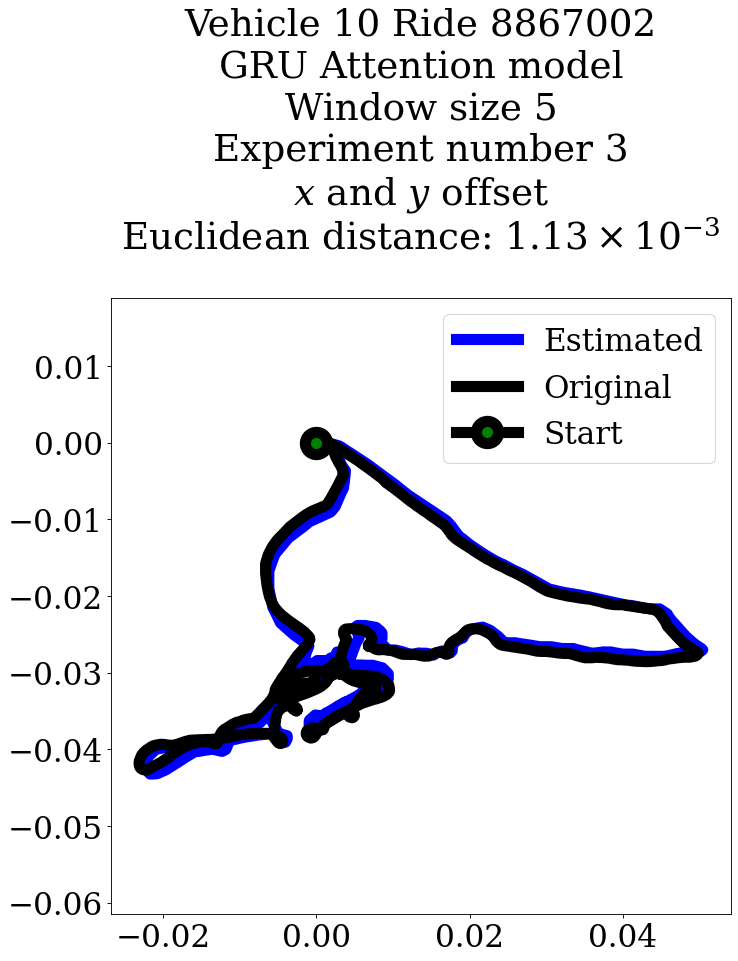 Vehicle 10 Ride 8867002
GRU Attention model
Window size 5
Experiment number 3
x and y offset
Euclidean distance: 1.13 × 10⁻³
Estimated
Original
Start
0.01
0.00
−0.01
−0.02
−0.03
−0.04
−0.05
−0.06
−0.02 0.00 0.02 0.04